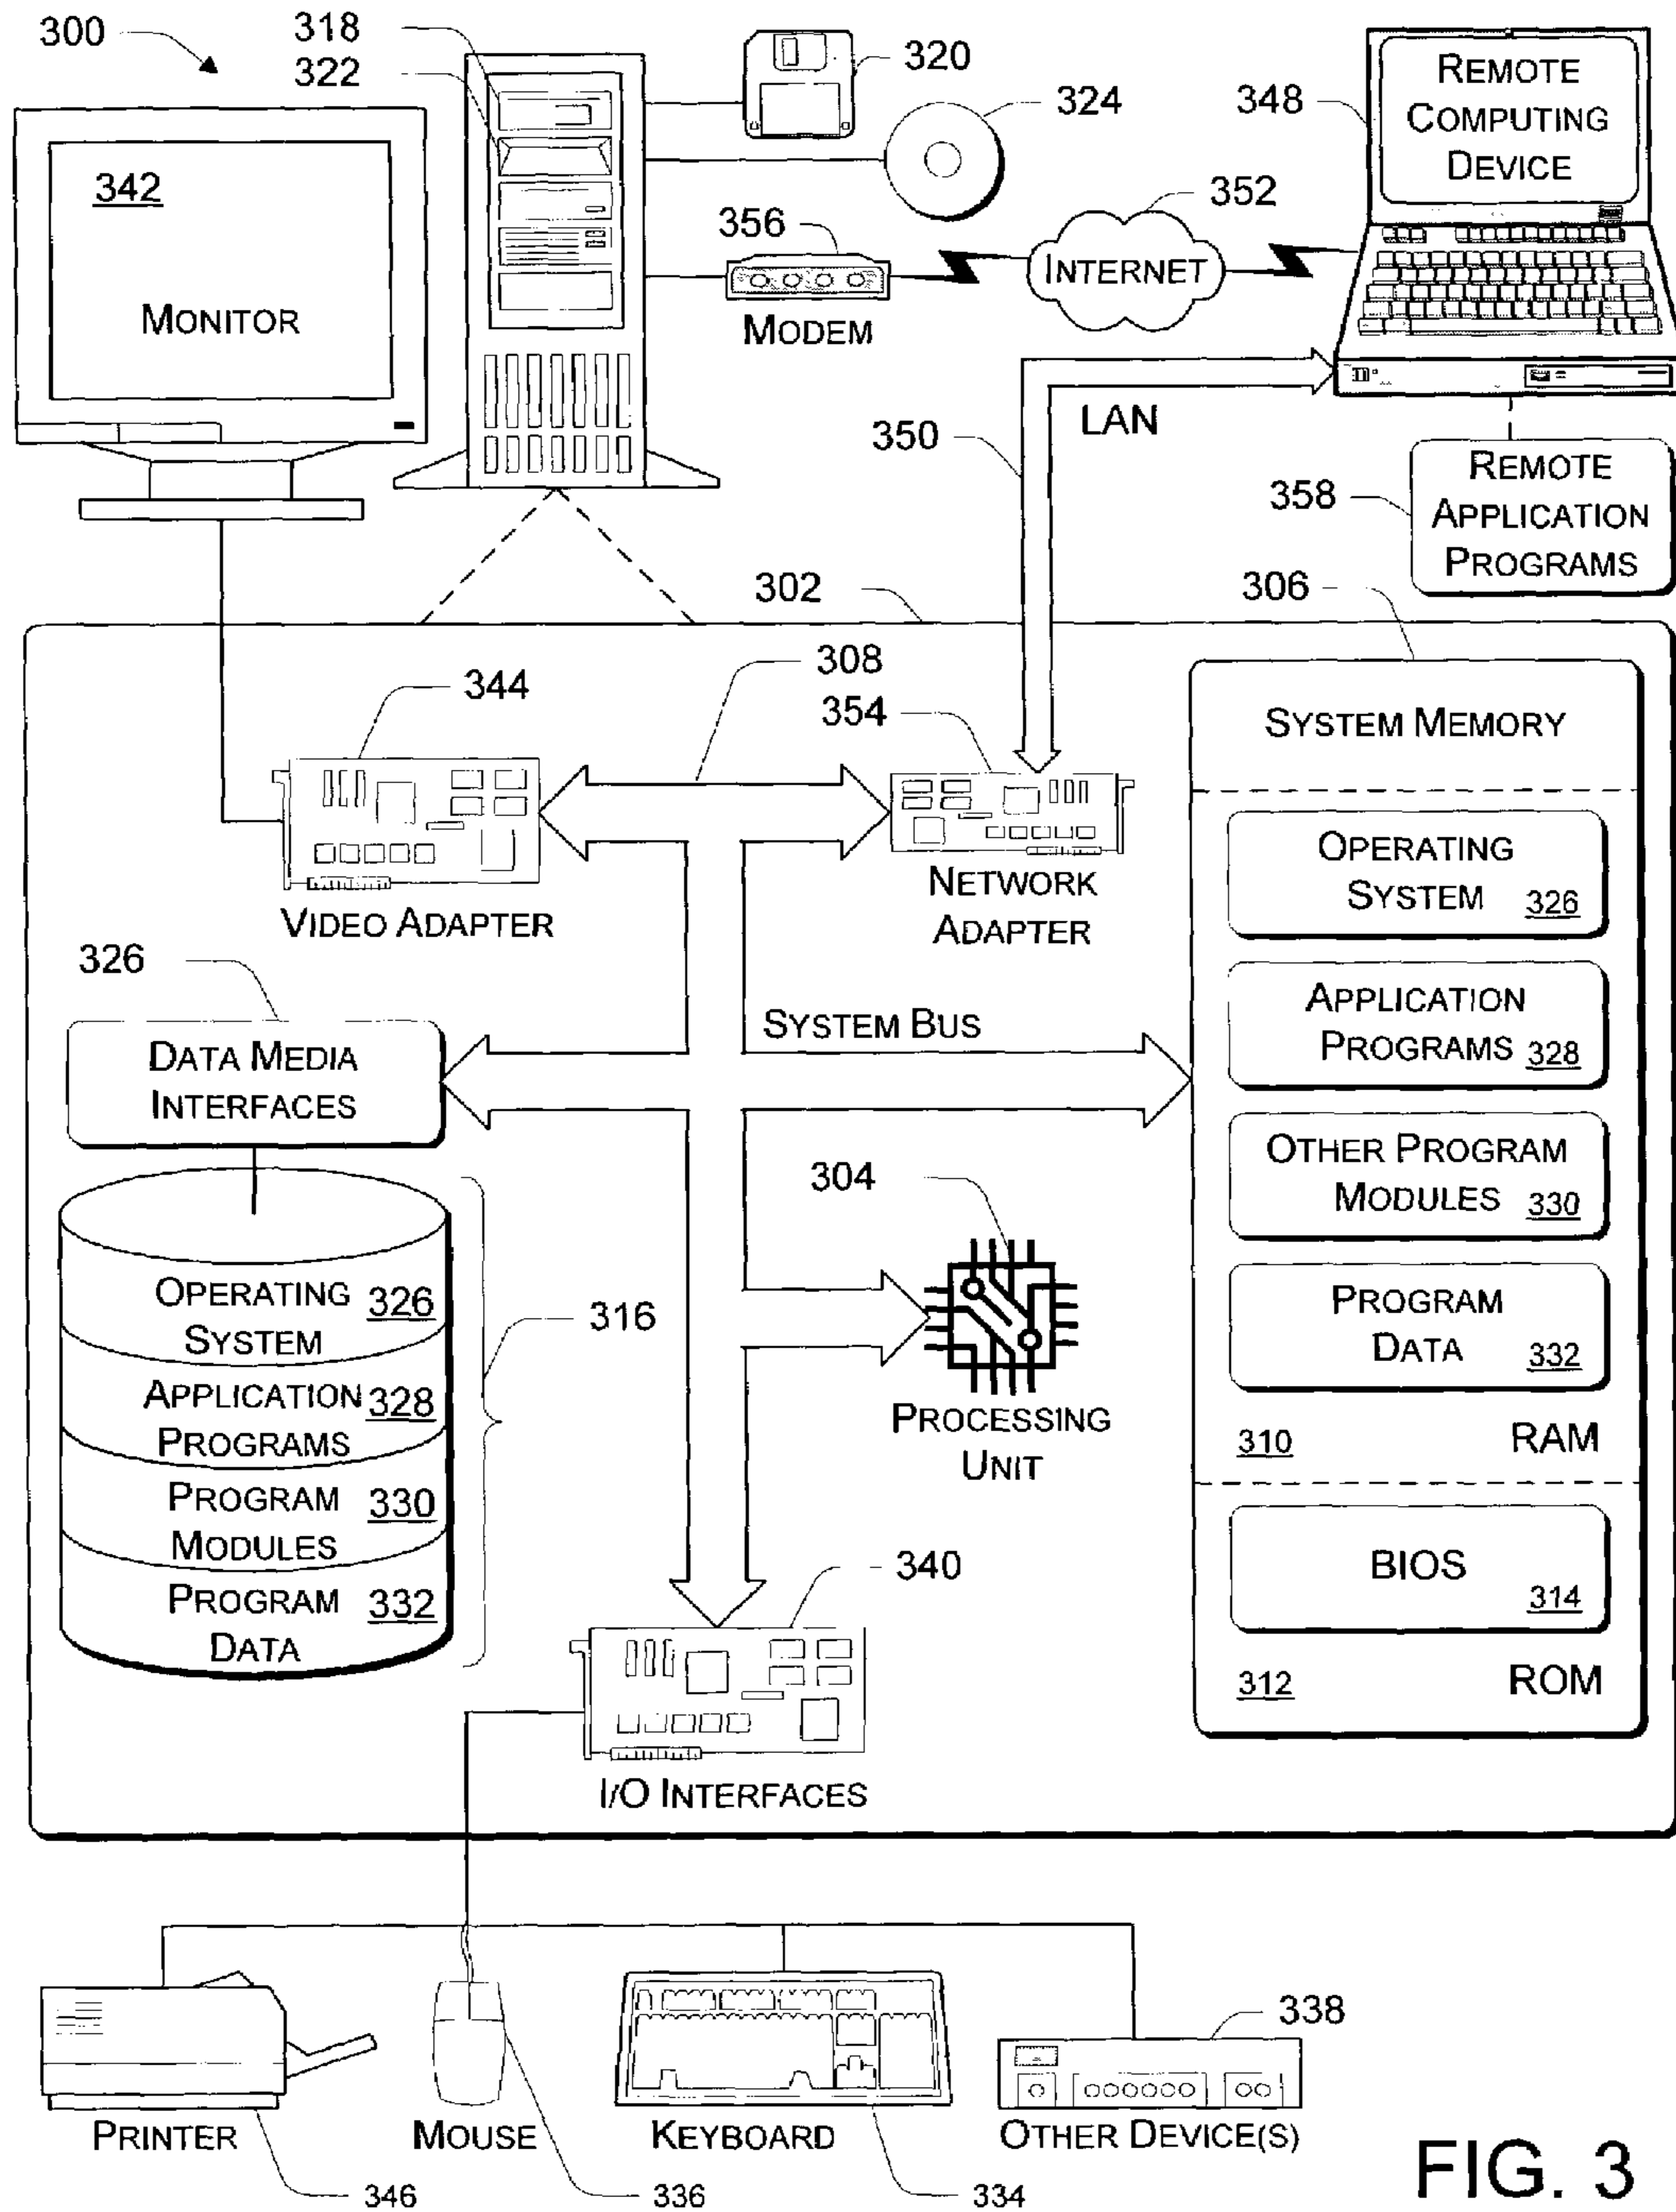 300
318
322
320
324
348
REMOTE
COMPUTING
DEVICE
342
MONITOR
356
MODEM
352
INTERNET
350
LAN
358
REMOTE
APPLICATION
PROGRAMS
302
306
308
344
354
VIDEO ADAPTER
NETWORK
ADAPTER
SYSTEM MEMORY
OPERATING
SYSTEM 326
APPLICATION
PROGRAMS 328
OTHER PROGRAM
MODULES 330
PROGRAM
DATA 332
310 RAM
BIOS
314
312 ROM
326
DATA MEDIA
INTERFACES
SYSTEM BUS
304
PROCESSING
UNIT
OPERATING 326
SYSTEM
APPLICATION 328
PROGRAMS
PROGRAM 330
MODULES
PROGRAM 332
DATA
316
340
I/O INTERFACES
338
PRINTER
MOUSE
KEYBOARD
OTHER DEVICE(S)
346
336
334
FIG. 3